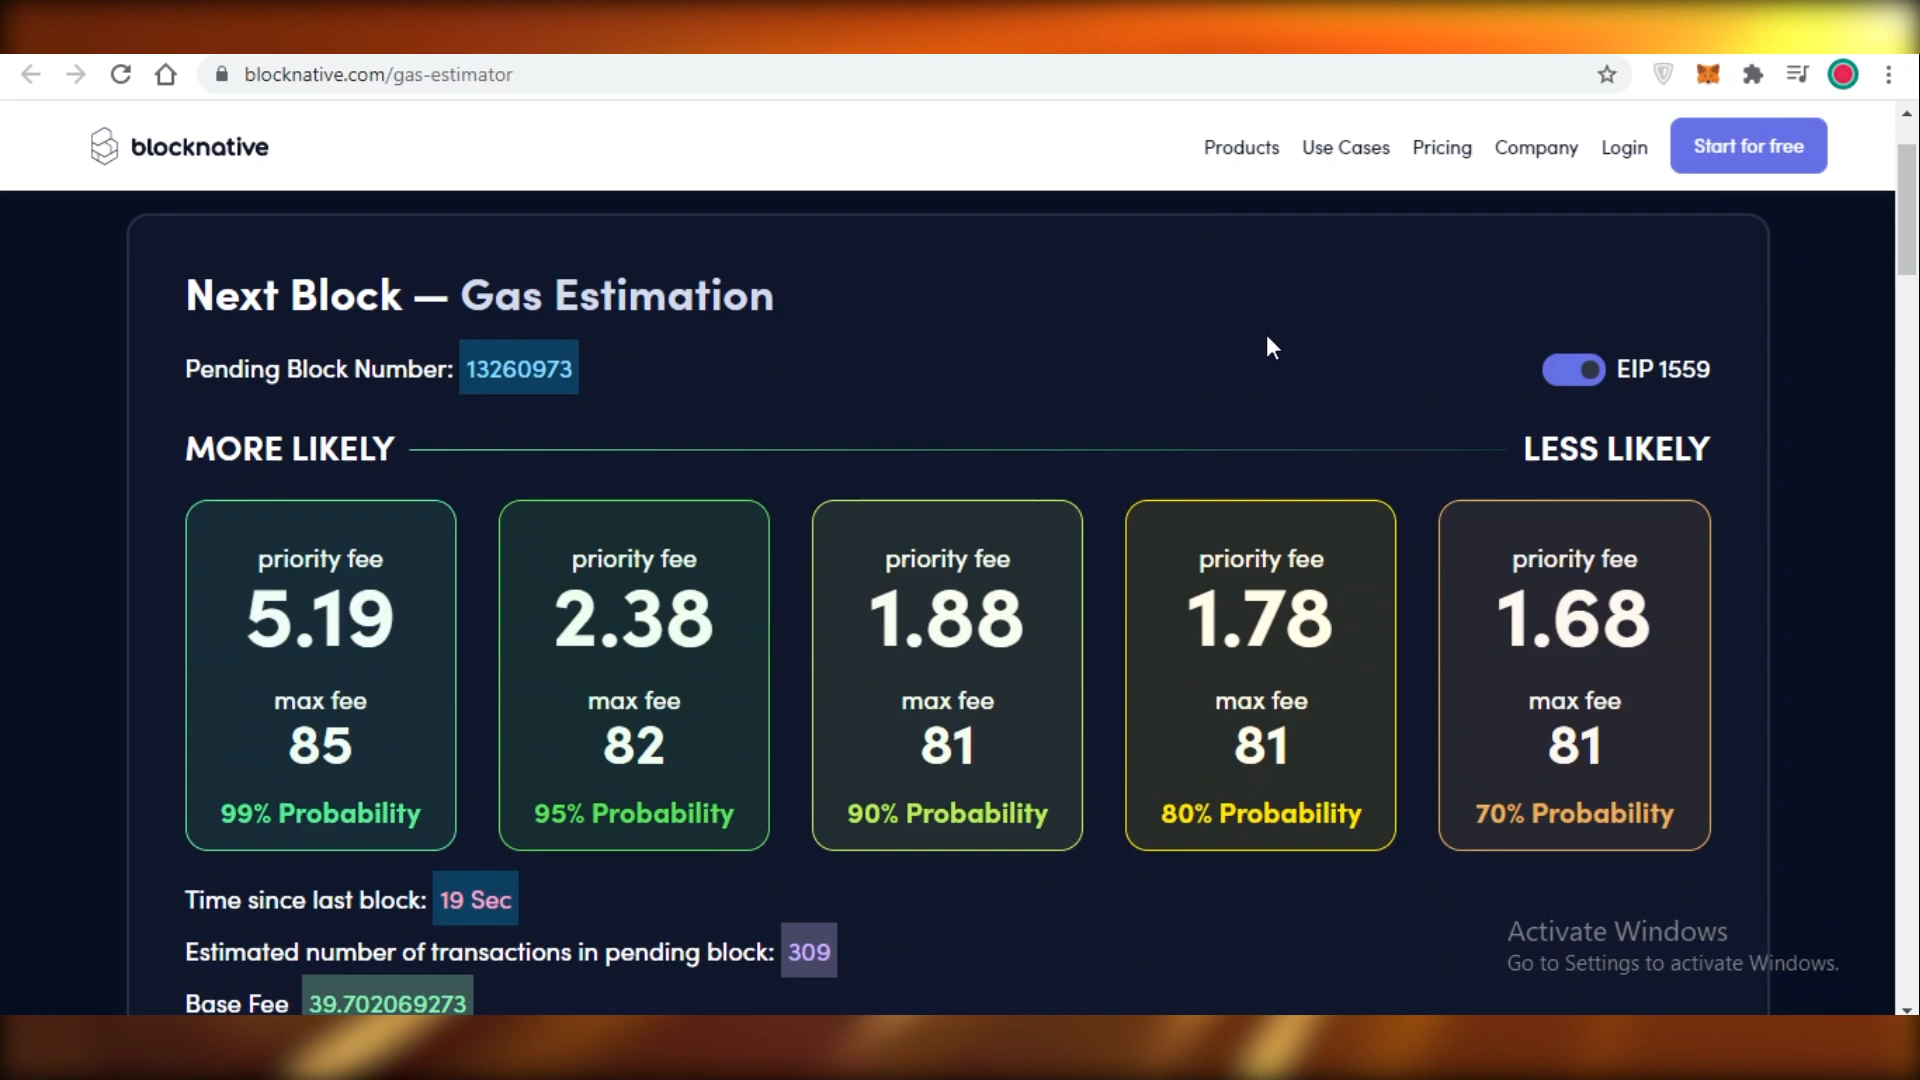 blocknative.com/gas-estimator
blocknative
Products Use Cases Pricing Company Login Start for free
Next Block — Gas Estimation
Pending Block Number: 13260973
EIP 1559
MORE LIKELY
LESS LIKELY
priority fee priority fee priority fee priority fee priority fee
5.19 2.38 1.88 1.78 1.68
max fee max fee max fee max fee max fee
85 82 81 81 81
99% Probability 95% Probability 90% Probability 80% Probability 70% Probability
Time since last block: 19 Sec
Estimated number of transactions in pending block: 309
Base Fee 39.702069273
Activate Windows
Go to Settings to activate Windows.